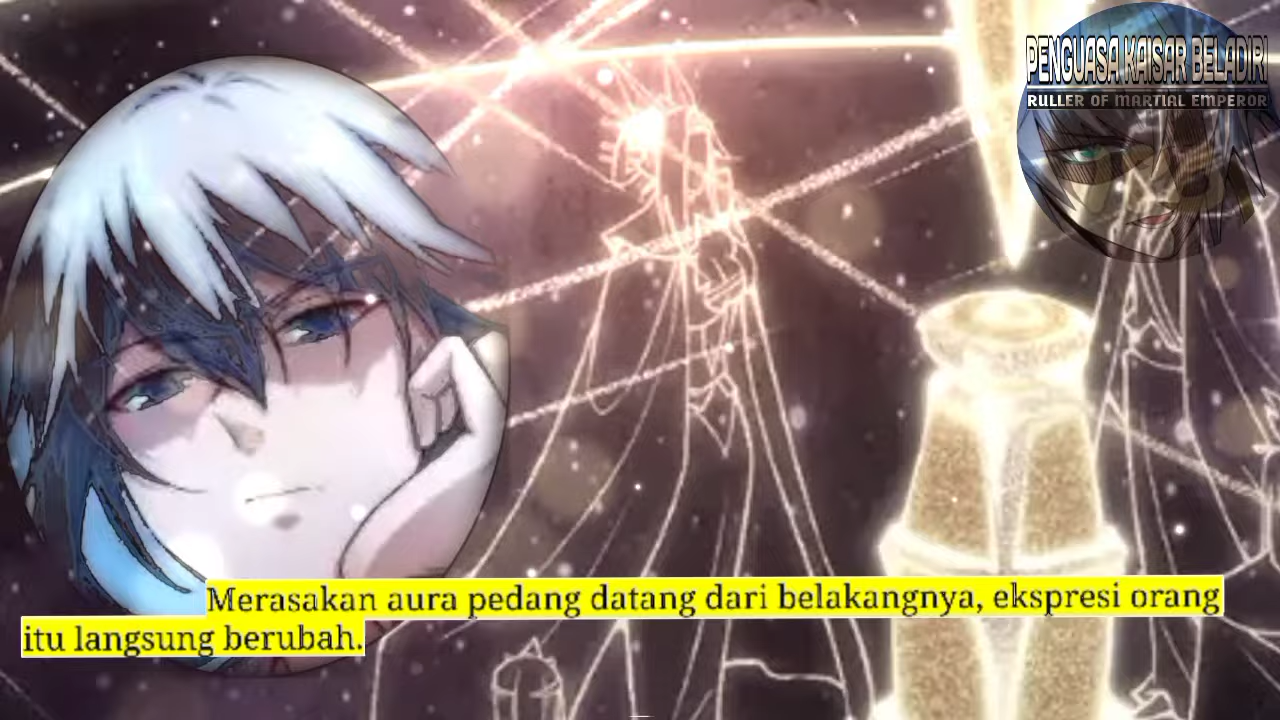 PENGUASA KAISAR BELADIRI
RULLER OF MARTIAL EMPEROR
Merasakan aura pedang datang dari belakangnya, ekspresi orang
itu langsung berubah.